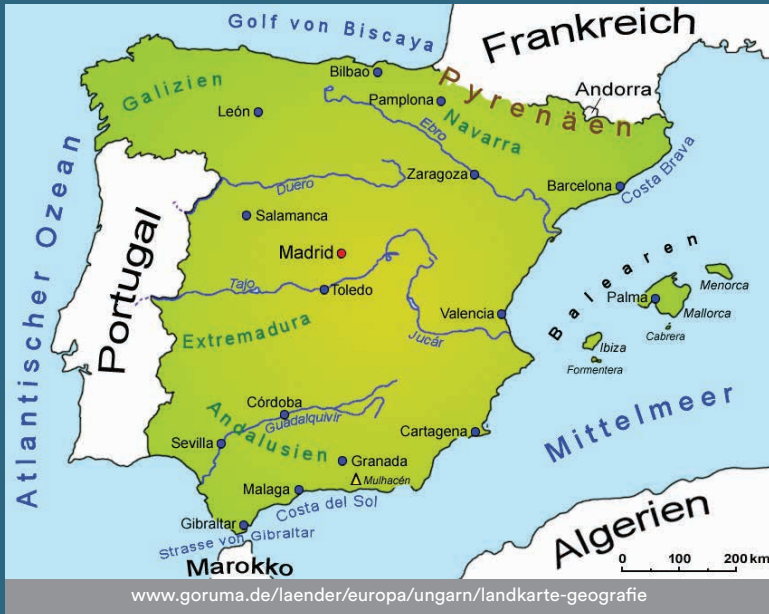 Golf von Biscaya
Frankreich
Bilbao
Pyrenäen
Andorra
Galizien
Pamplona
León
Navarra
Ebro
Zaragoza
Barcelona
Costa Brava
Duero
Salamanca
Atlantischer Ozean
Portugal
Madrid
Balearen
Menorca
Tajo
Toledo
Palma
Mallorca
Valencia
Cabrera
Extremadura
Jucár
Ibiza
Formentera
Mittelmeer
Córdoba
Andalusien
Guadalquivir
Cartagena
Sevilla
Granada
Mulhacén
Malaga
Costa del Sol
Gibraltar
Strasse von Gibraltar
Algerien
Marokko
0 100 200 km
www.goruma.de/laender/europa/ungarn/landkarte-geografie